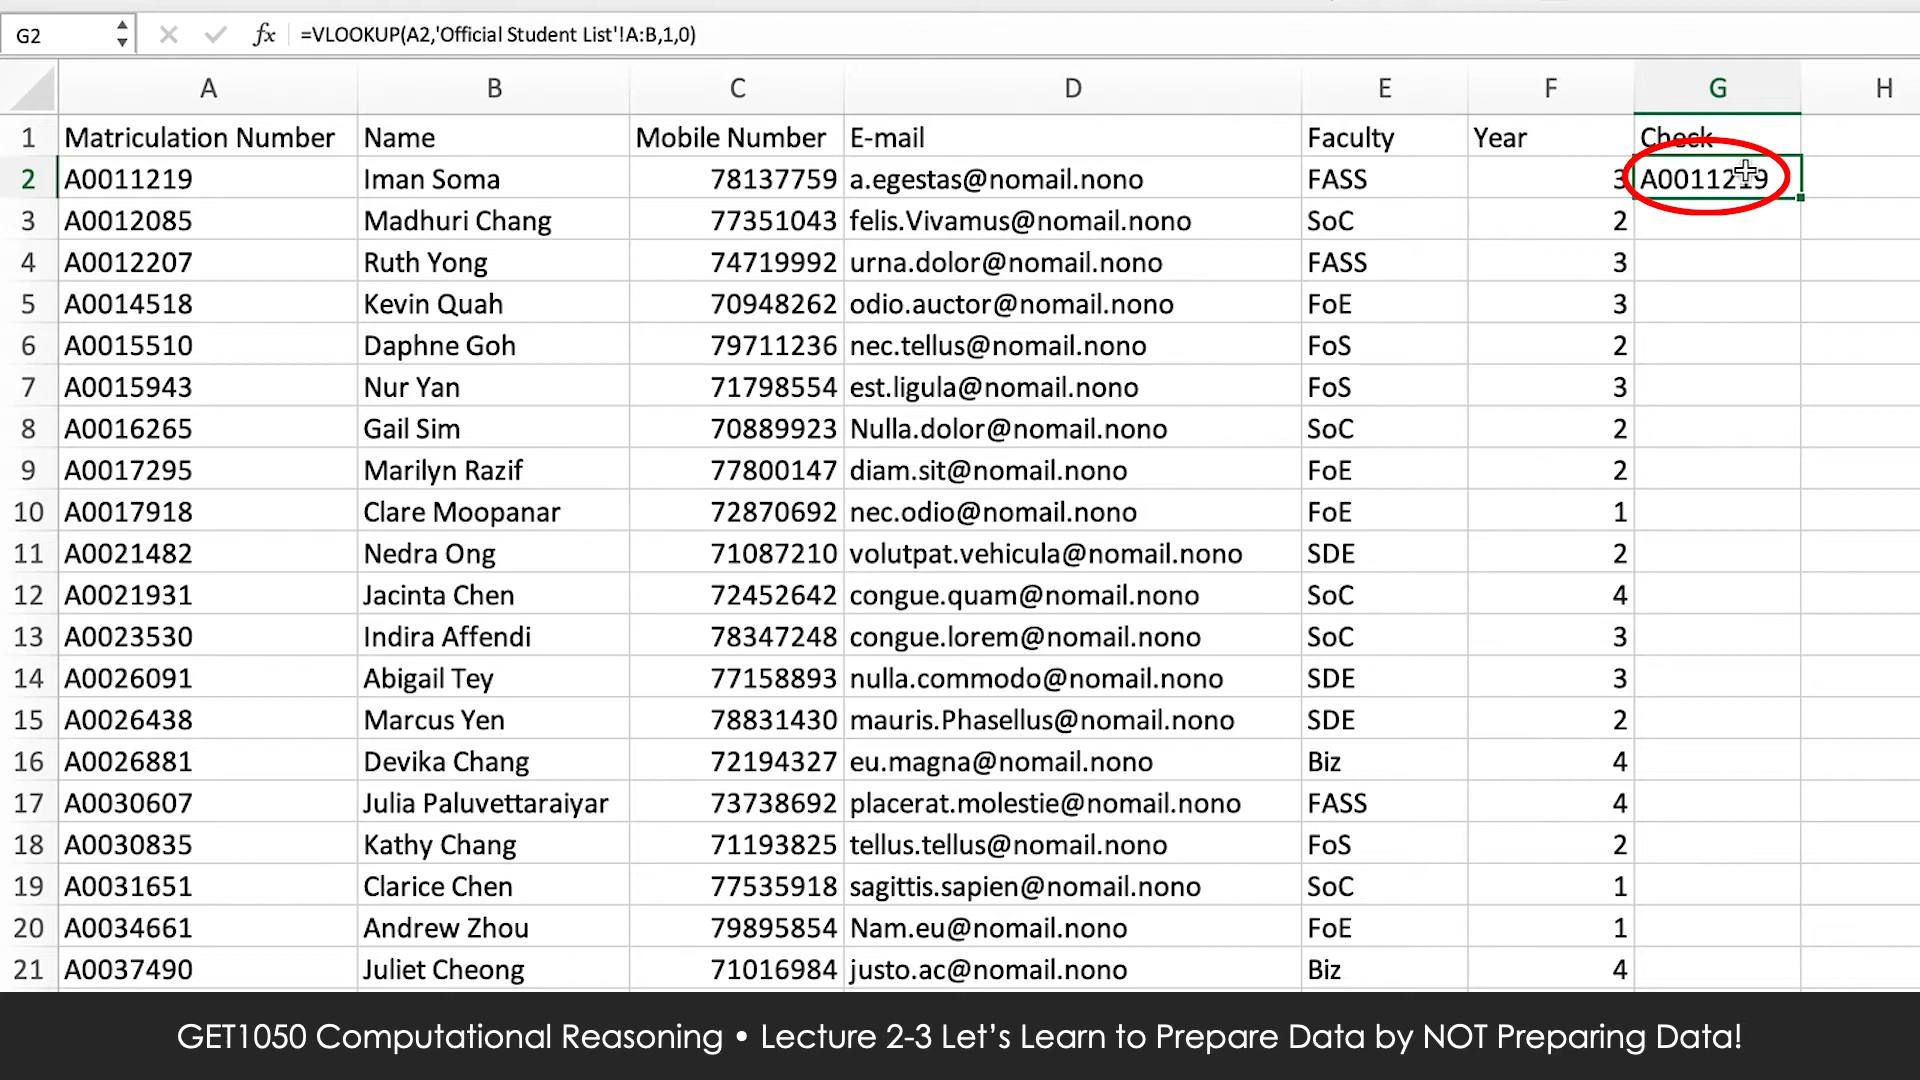 G2 fx =VLOOKUP(A2,'Official Student List'!A:B,1,0)
A B C D E F G H
1 Matriculation Number Name Mobile Number E-mail Faculty Year Check
2 A0011219 Iman Soma 78137759 a.egestas@nomail.nono FASS 3 A0011219
3 A0012085 Madhuri Chang 77351043 felis.Vivamus@nomail.nono SoC 2
4 A0012207 Ruth Yong 74719992 urna.dolor@nomail.nono FASS 3
5 A0014518 Kevin Quah 70948262 odio.auctor@nomail.nono FoE 3
6 A0015510 Daphne Goh 79711236 nec.tellus@nomail.nono FoS 2
7 A0015943 Nur Yan 71798554 est.ligula@nomail.nono FoS 3
8 A0016265 Gail Sim 70889923 Nulla.dolor@nomail.nono SoC 2
9 A0017295 Marilyn Razif 77800147 diam.sit@nomail.nono FoE 2
10 A0017918 Clare Moopanar 72870692 nec.odio@nomail.nono FoE 1
11 A0021482 Nedra Ong 71087210 volutpat.vehicula@nomail.nono SDE 2
12 A0021931 Jacinta Chen 72452642 congue.quam@nomail.nono SoC 4
13 A0023530 Indira Affendi 78347248 congue.lorem@nomail.nono SoC 3
14 A0026091 Abigail Tey 77158893 nulla.commodo@nomail.nono SDE 3
15 A0026438 Marcus Yen 78831430 mauris.Phasellus@nomail.nono SDE 2
16 A0026881 Devika Chang 72194327 eu.magna@nomail.nono Biz 4
17 A0030607 Julia Paluvettaraiyar 73738692 placerat.molestie@nomail.nono FASS 4
18 A0030835 Kathy Chang 71193825 tellus.tellus@nomail.nono FoS 2
19 A0031651 Clarice Chen 77535918 sagittis.sapien@nomail.nono SoC 1
20 A0034661 Andrew Zhou 79895854 Nam.eu@nomail.nono FoE 1
21 A0037490 Juliet Cheong 71016984 justo.ac@nomail.nono Biz 4
GET1050 Computational Reasoning • Lecture 2-3 Let’s Learn to Prepare Data by NOT Preparing Data!